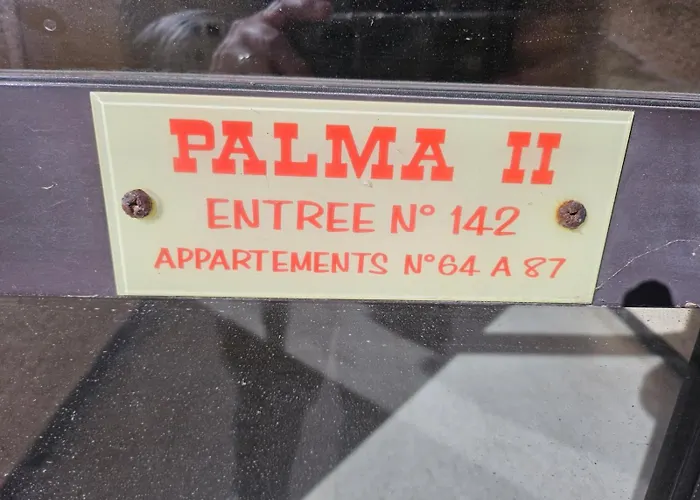 PALMA II
ENTREE N° 142
APPARTEMENTS N°64 A 87